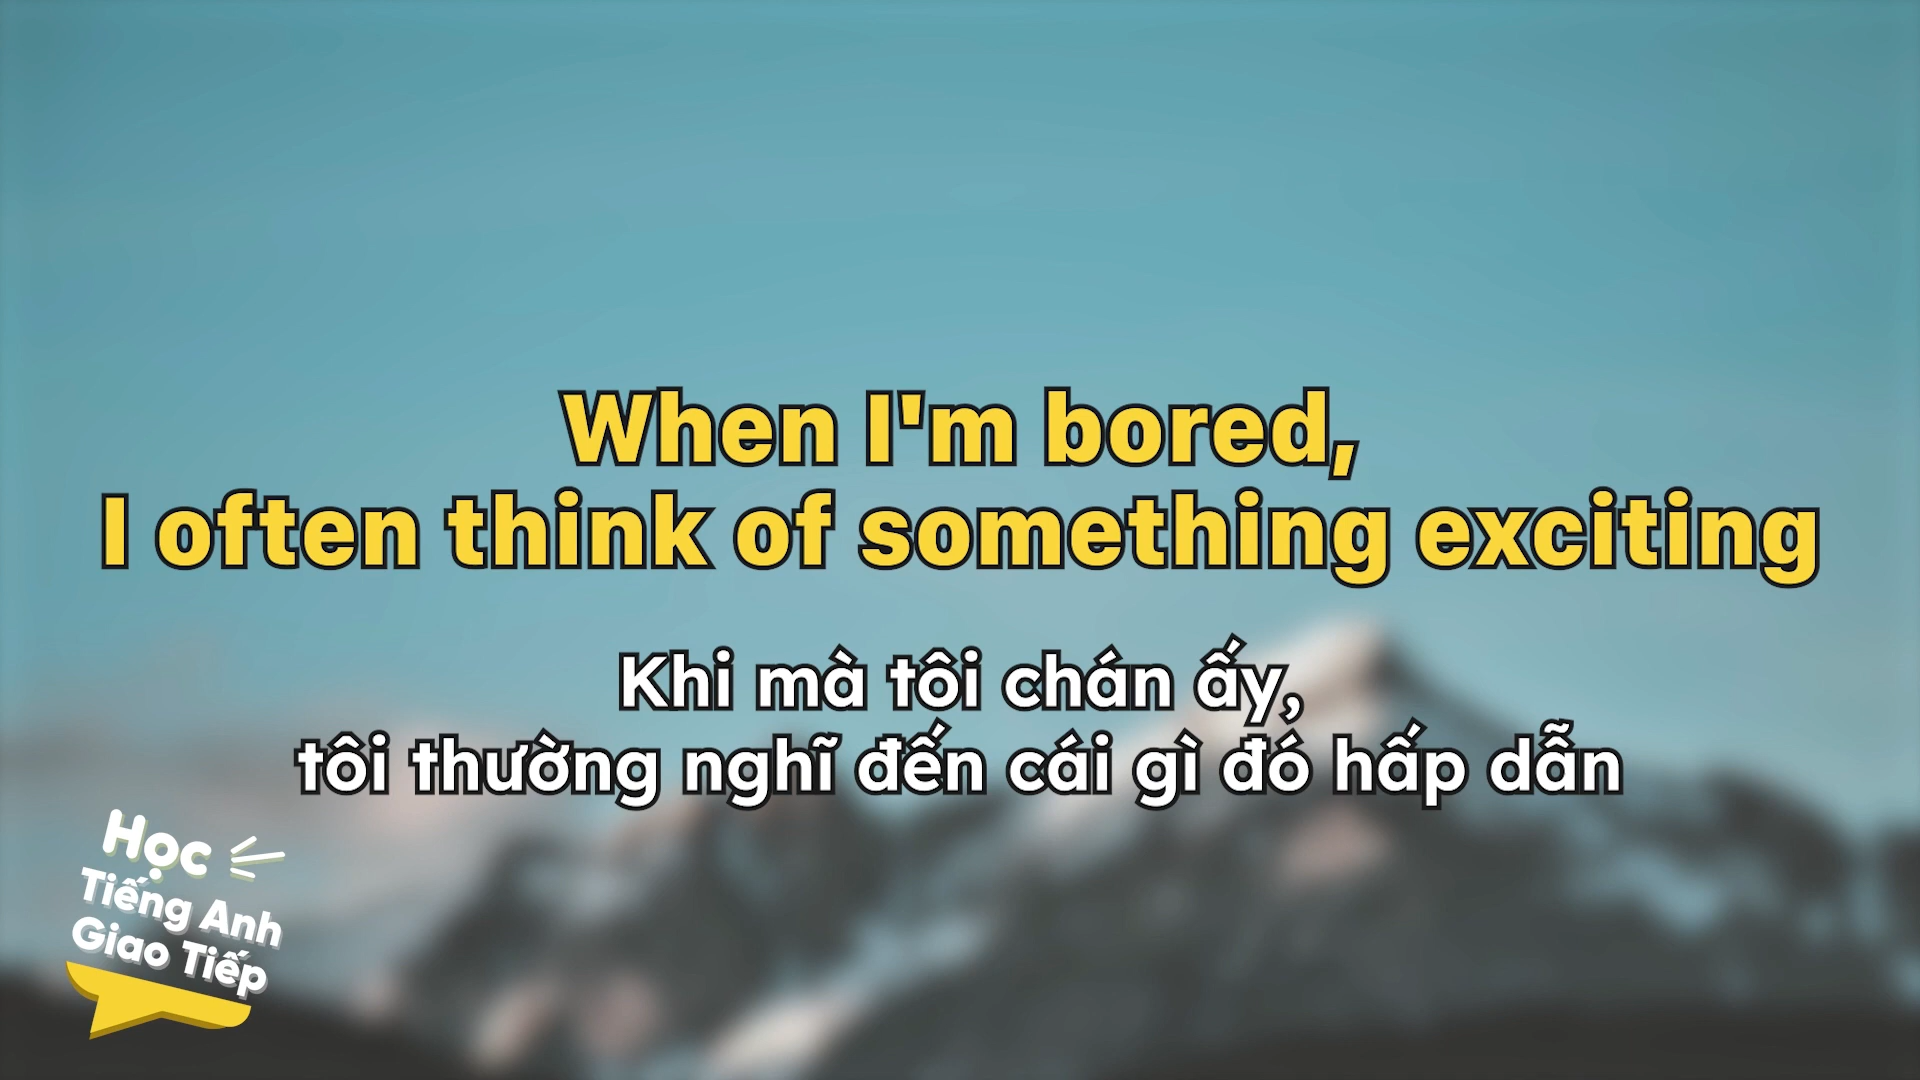 When I'm bored,
I often think of something exciting
Khi mà tôi chán ấy,
tôi thường nghĩ đến cái gì đó hấp dẫn
Học
Tiếng Anh
Giao Tiếp